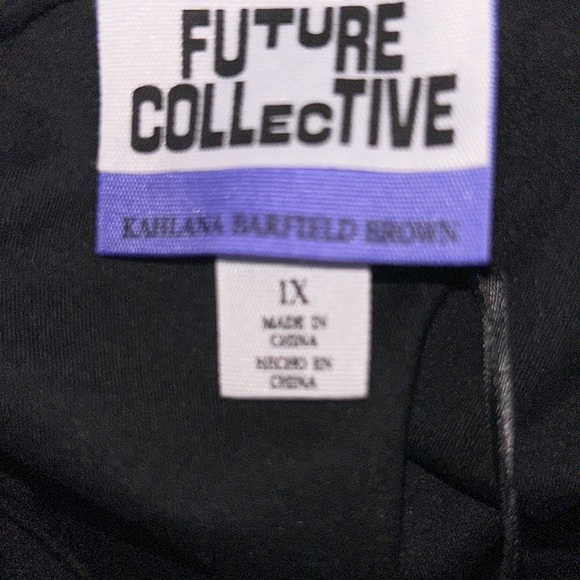 FUTURE
COLLECTIVE
KAHLANA BARFIELD BROWN
1X
MADE IN
CHINA
HECHO EN
CHINA